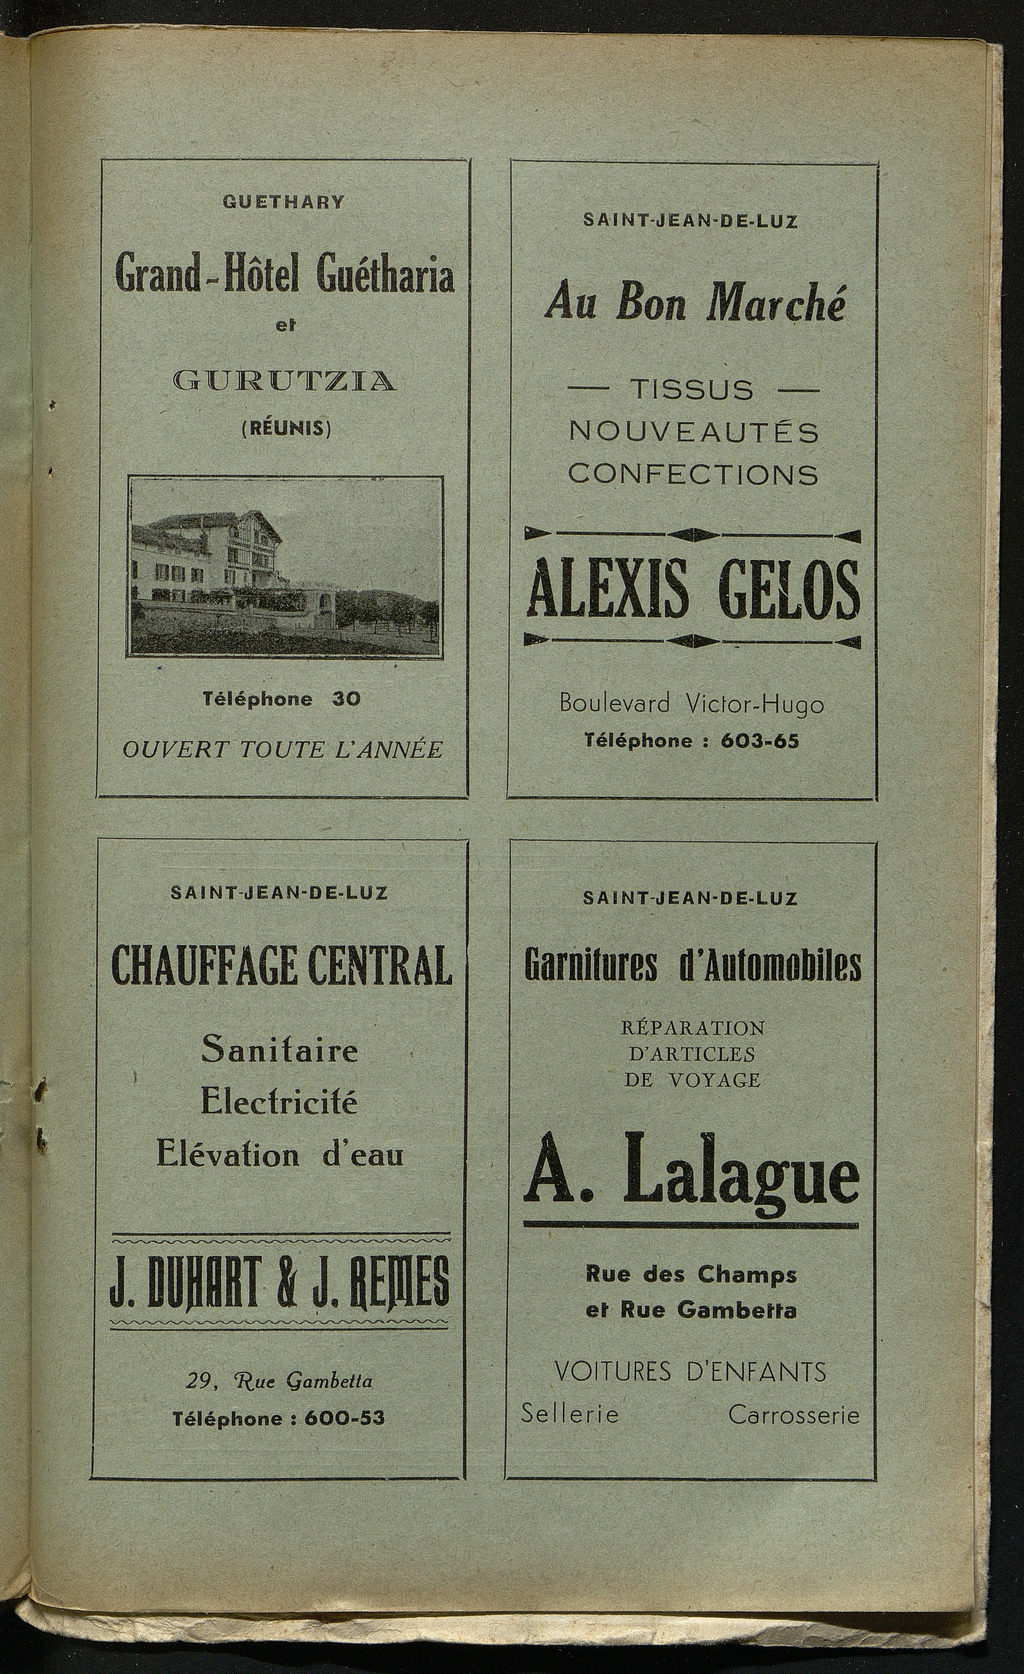 GUETHARY
Grand-Hôtel Guétharia
et
GURUTZIA
(RÉUNIS)
Téléphone 30
OUVERT TOUTE L'ANNÉE
SAINT-JEAN-DE-LUZ
Au Bon Marché
— TISSUS —
NOUVEAUTÉS
CONFECTIONS
ALEXIS GELOS
Boulevard Victor-Hugo
Téléphone : 603-65
SAINT-JEAN-DE-LUZ
CHAUFFAGE CENTRAL
Sanitaire
Electricité
Elévation d'eau
J. DUHART & J. REMES
29, Rue Gambetta
Téléphone : 600-53
SAINT-JEAN-DE-LUZ
Garnitures d'Automobiles
RÉPARATION
D'ARTICLES
DE VOYAGE
A. Lalague
Rue des Champs
et Rue Gambetta
VOITURES D'ENFANTS
Sellerie Carrosserie